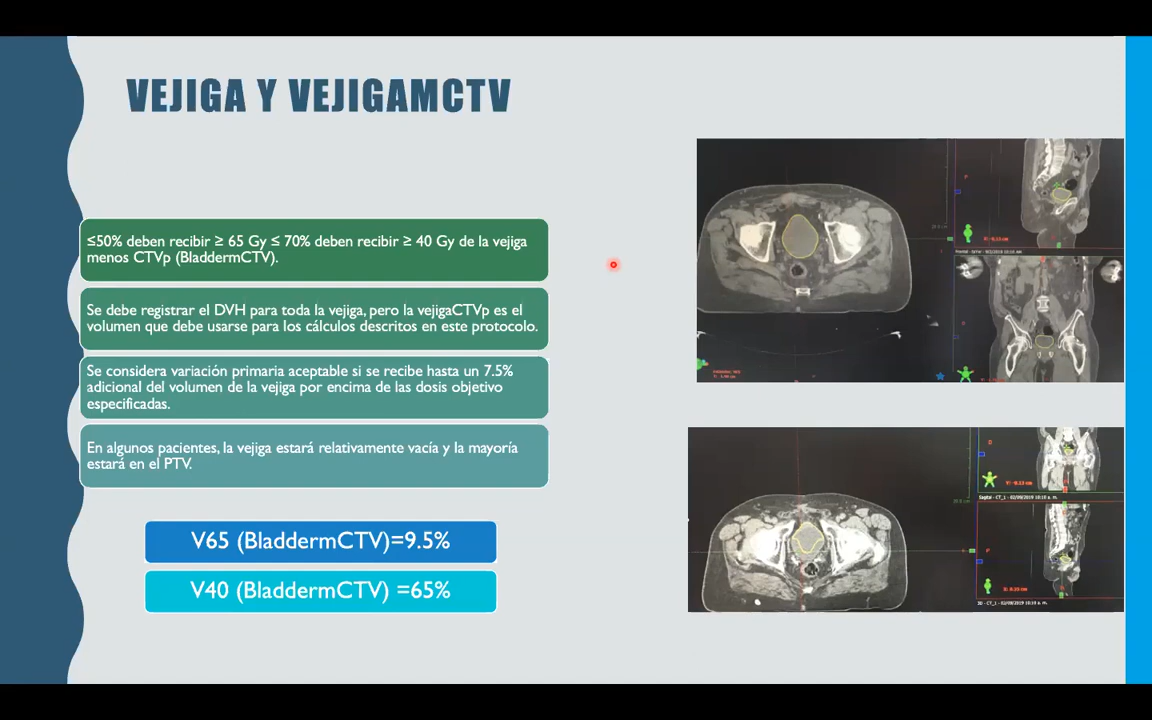 VEJIGA Y VEJIGAMCTV
≤50% deben recibir ≥ 65 Gy ≤ 70% deben recibir ≥ 40 Gy de la vejiga
menos CTVp (BladdermCTV).
Se debe registrar el DVH para toda la vejiga, pero la vejigaCTVp es el
volumen que debe usarse para los cálculos descritos en este protocolo.
Se considera variación primaria aceptable si se recibe hasta un 7.5%
adicional del volumen de la vejiga por encima de las dosis objetivo
especificadas.
En algunos pacientes, la vejiga estará relativamente vacía y la mayoría
estará en el PTV.
V65 (BladdermCTV)=9.5%
V40 (BladdermCTV) =65%